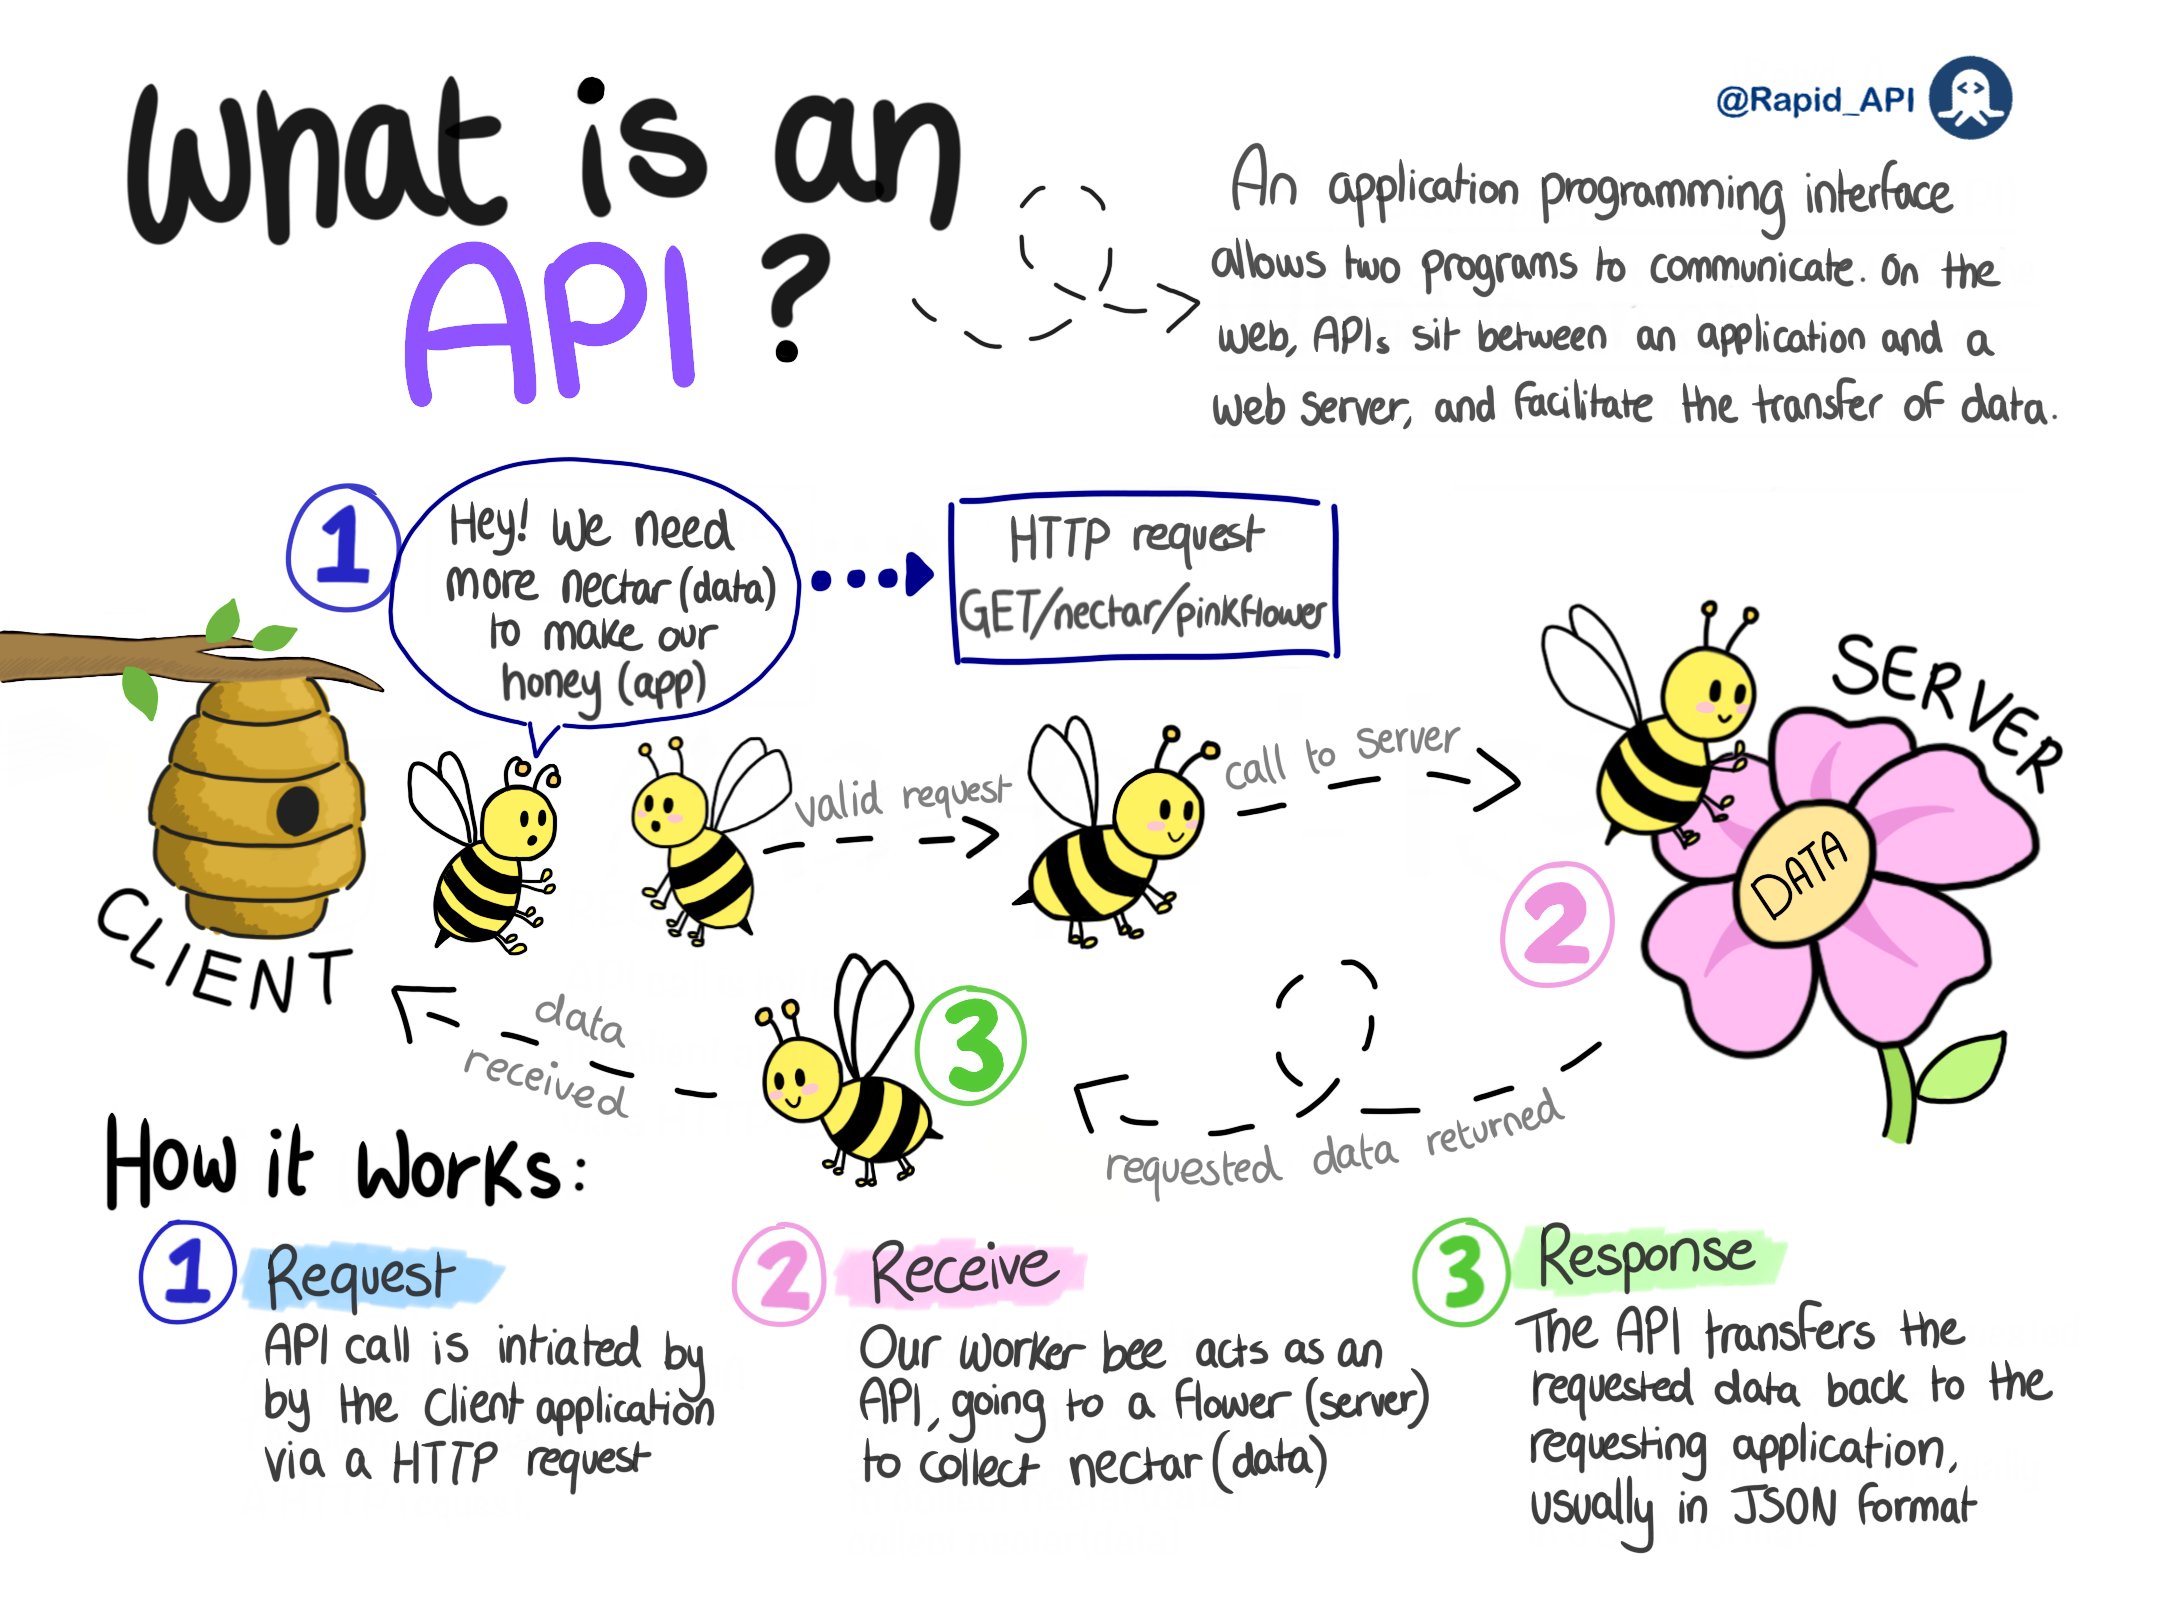 What is an
API ?
@Rapid_API
An application programming interface
allows two programs to communicate. On the
web, APIs sit between an application and a
web server, and facilitate the transfer of data.
1
Hey! We need
more nectar (data)
to make our
honey (app)
HTTP request
GET/nectar/pinkflower
SERVER
CLIENT
valid request
call to server
DATA
2
3
data
received
requested data returned
How it works:
1 Request
API call is intiated by
by the client application
via a HTTP request
2 Receive
Our worker bee acts as an
API, going to a flower (server)
to collect nectar (data)
3 Response
The API transfers the
requested data back to the
requesting application,
usually in JSON format